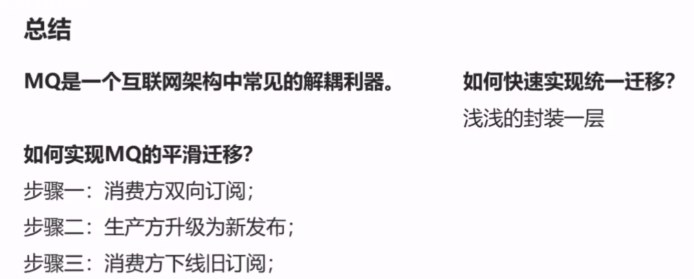 总结
MQ是一个互联网架构中常见的解耦利器。
如何实现MQ的平滑迁移？
步骤一：消费方双向订阅；
步骤二：生产方升级为新发布；
步骤三：消费方下线旧订阅；
如何快速实现统一迁移？
浅浅的封装一层